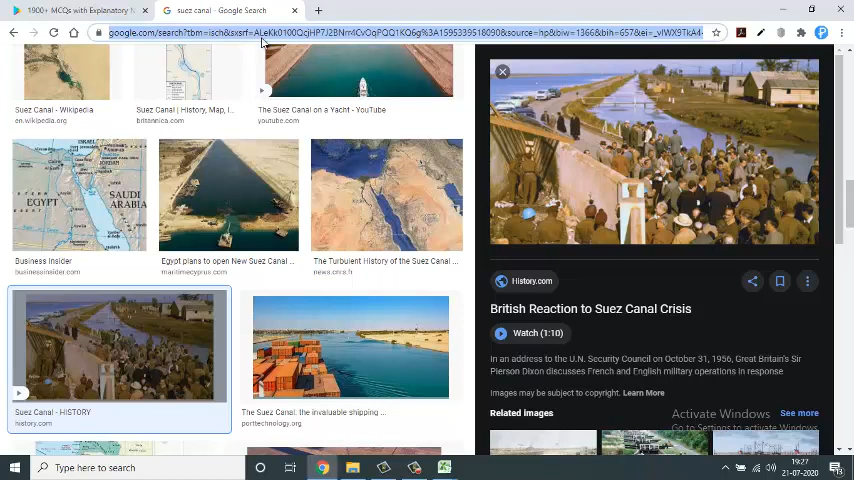 1900+ MCQs with Explanatory N
suez canal - Google Search
google.com/search?tbm=isch&sxsrf=ALeKk0100QcjHP7J2BNrr4CvOqPQQ1KQ6g%3A1595339518090&source=hp&biw=1366&bih=657&ei=_vIWX9TkA4-
Suez Canal - Wikipedia
en.wikipedia.org
Suez Canal | History, Map, I...
britannica.com
The Suez Canal on a Yacht - YouTube
youtube.com
ISRAEL
JORDAN
EGYPT
SAUDI
ARABIA
Business Insider
businessinsider.com
Egypt plans to open New Suez Canal ...
maritimecyprus.com
The Turbulent History of the Suez Canal ...
news.cnrs.fr
Suez Canal - HISTORY
history.com
The Suez Canal, the invaluable shipping ...
porttechnology.org
History.com
British Reaction to Suez Canal Crisis
Watch (1:10)
In an address to the U.N. Security Council on October 31, 1956, Great Britain's Sir
Pierson Dixon discusses French and English military operations in response
Images may be subject to copyright. Learn More
Related images
See more
Activate Windows
Go to Settings to activate Windows.
Type here to search
19:27
21-07-2020